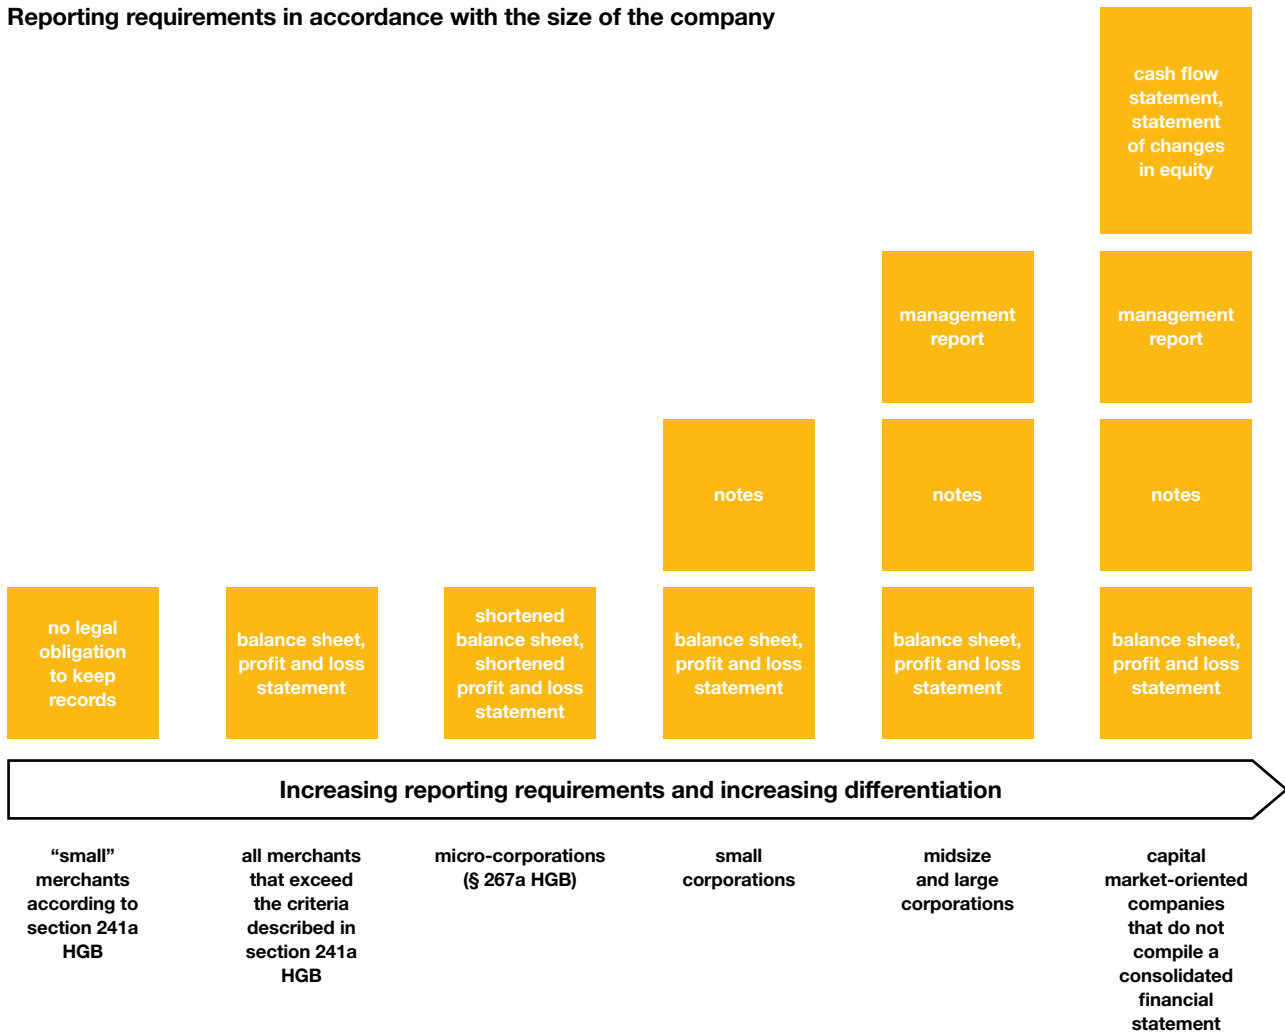 Reporting requirements in accordance with the size of the company
cash flow
statement,
statement
of changes
in equity
management
report
management
report
notes
notes
notes
no legal
obligation
to keep
records
balance sheet,
profit and loss
statement
shortened
balance sheet,
shortened
profit and loss
statement
balance sheet,
profit and loss
statement
balance sheet,
profit and loss
statement
balance sheet,
profit and loss
statement
Increasing reporting requirements and increasing differentiation
“small”
merchants
according to
section 241a
HGB
all merchants
that exceed
the criteria
described in
section 241a
HGB
micro-corporations
(§ 267a HGB)
small
corporations
midsize
and large
corporations
capital
market-oriented
companies
that do not
compile a
consolidated
financial
statement